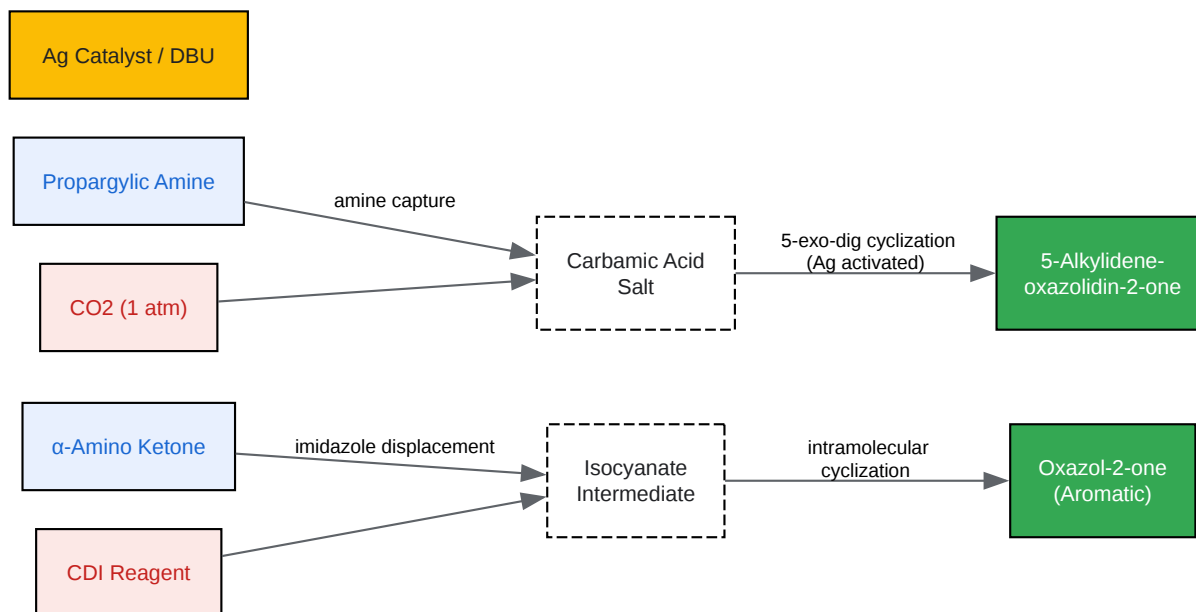 Ag Catalyst / DBU
Propargylic Amine
amine capture
CO2 (1 atm)
Carbamic Acid
Salt
5-exo-dig cyclization
(Ag activated)
5-Alkylidene-
oxazolidin-2-one
α-Amino Ketone
imidazole displacement
CDI Reagent
Isocyanate
Intermediate
intramolecular
cyclization
Oxazol-2-one
(Aromatic)